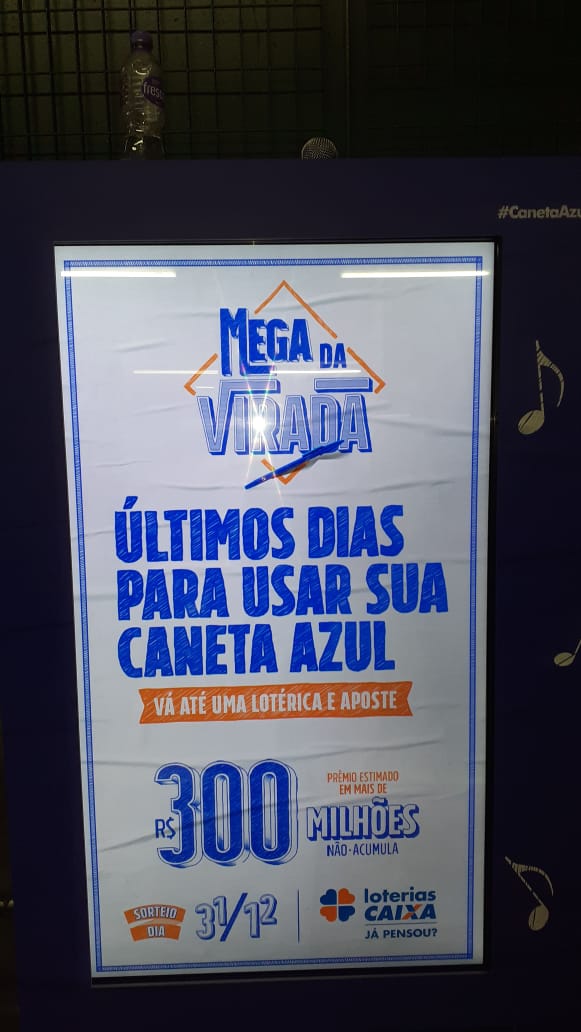 fresc
#CanetaAzu
MEGA DA
VIRADA
ÚLTIMOS DIAS
PARA USAR SUA
CANETA AZUL
VÁ ATÉ UMA LOTÉRICA E APOSTE
R$ 300
PRÊMIO ESTIMADO
EM MAIS DE
MILHÕES
NÃO-ACUMULA
SORTEIO
DIA
31/12
loterias
CAIXA
JÁ PENSOU?